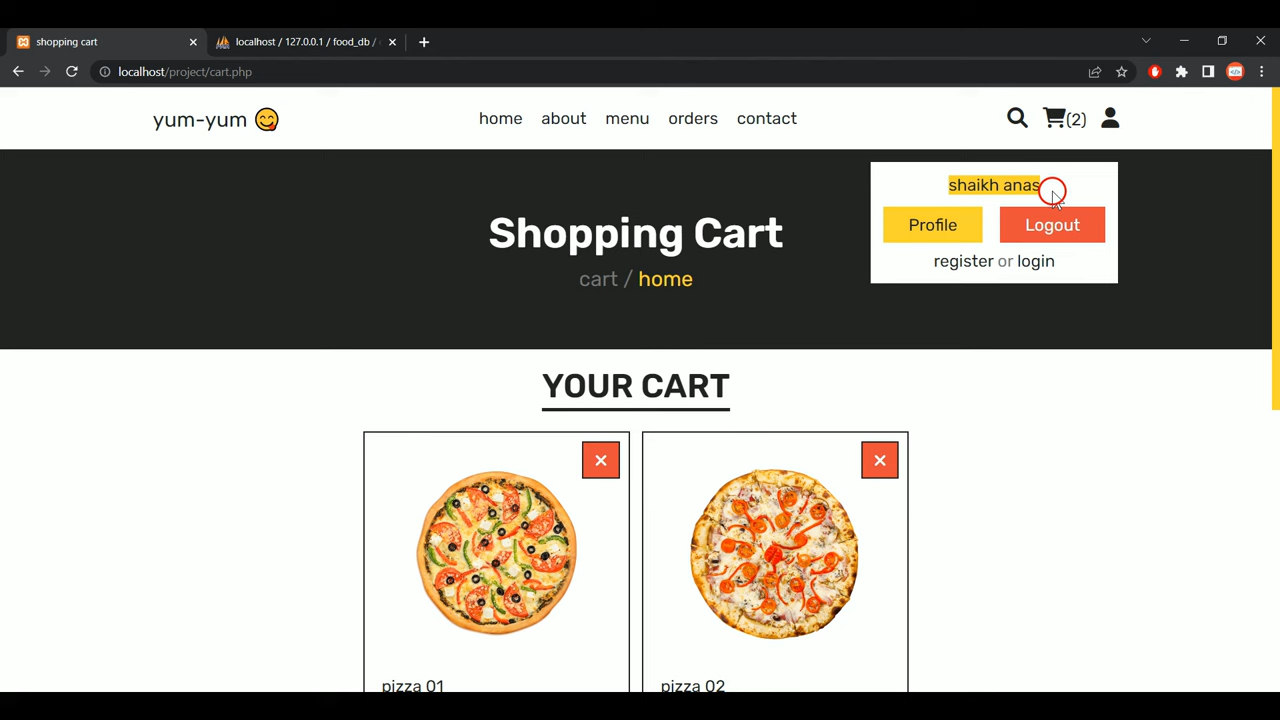 shopping cart
localhost / 127.0.0.1 / food_db /
localhost/project/cart.php
yum-yum 😋
home about menu orders contact
(2)
shaikh anas
Profile Logout
register or login
Shopping Cart
cart / home
YOUR CART
pizza 01
pizza 02